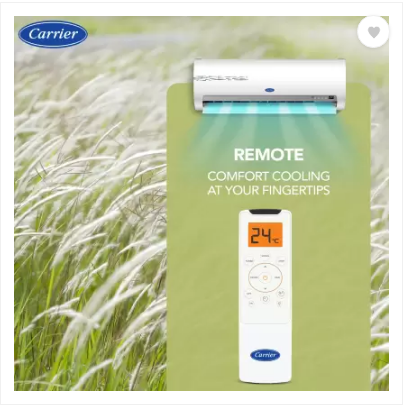 Carrier
REMOTE
COMFORT COOLING
AT YOUR FINGERTIPS
24°C
Carrier